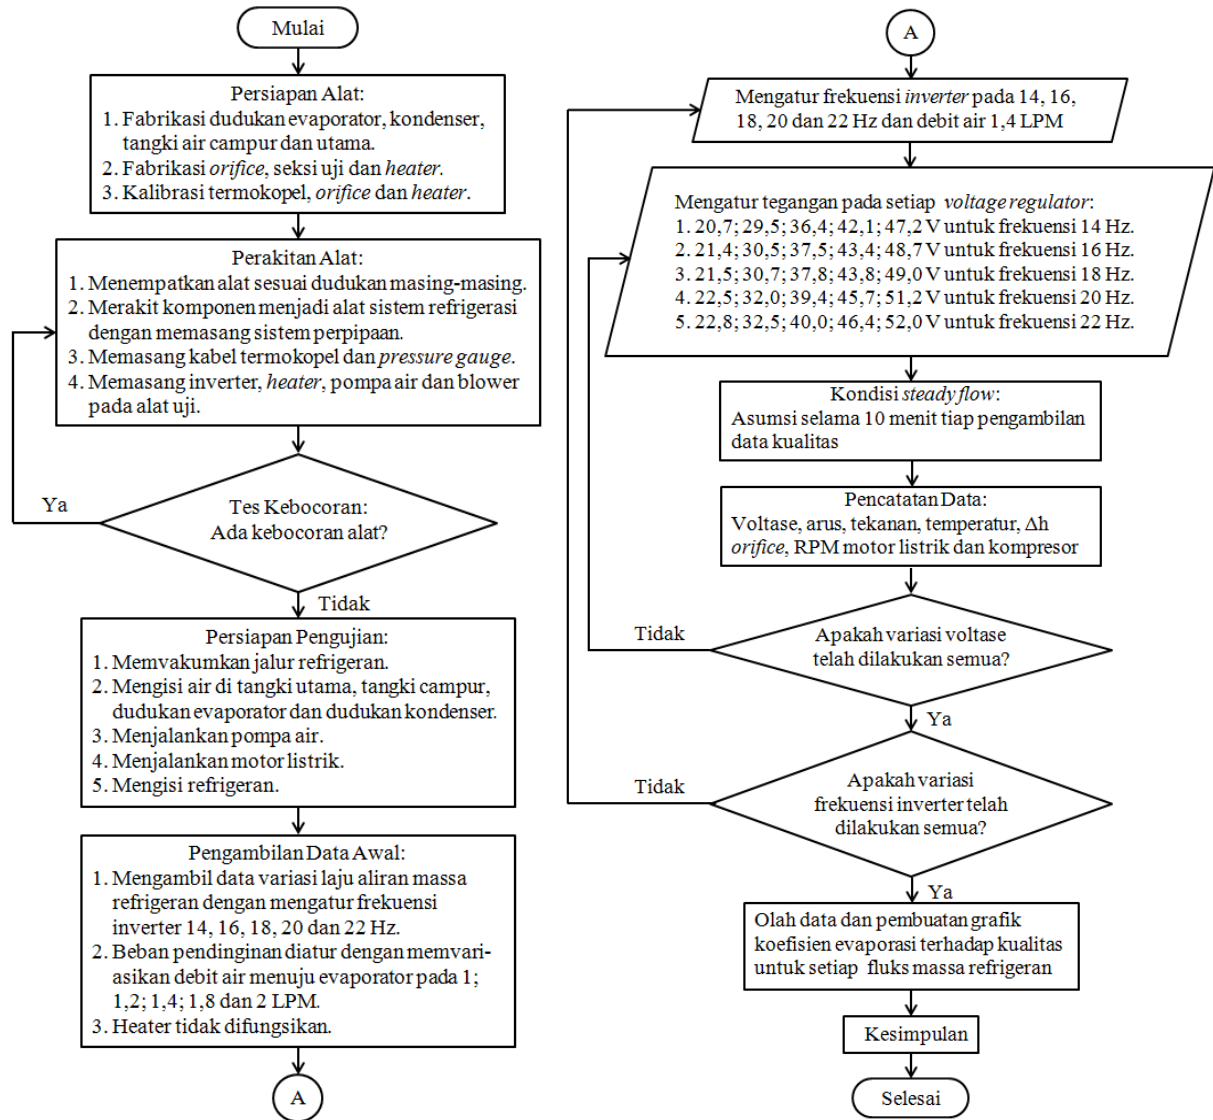 Mulai
Persiapan Alat:
1. Fabrikasi dudukan evaporator, kondenser,
tangki air campur dan utama.
2. Fabrikasi orifice, seksi uji dan heater.
3. Kalibrasi termokopel, orifice dan heater.
Perakitan Alat:
1. Menempatkan alat sesuai dudukan masing-masing.
2. Merakit komponen menjadi alat sistem refrigerasi
dengan memasang sistem perpipaan.
3. Memasang kabel termokopel dan pressure gauge.
4. Memasang inverter, heater, pompa air dan blower
pada alat uji.
Ya
Tes Kebocoran:
Ada kebocoran alat?
Tidak
Persiapan Pengujian:
1. Memvakumkan jalur refrigeran.
2. Mengisi air di tangki utama, tangki campur,
dudukan evaporator dan dudukan kondenser.
3. Menjalankan pompa air.
4. Menjalankan motor listrik.
5. Mengisi refrigeran.
Pengambilan Data Awal:
1. Mengambil data variasi laju aliran massa
refrigeran dengan mengatur frekuensi
inverter 14, 16, 18, 20 dan 22 Hz.
2. Beban pendinginan diatur dengan memvari-
asikan debit air menuju evaporator pada 1;
1,2; 1,4; 1,8 dan 2 LPM.
3. Heater tidak difungsikan.
A
A
Mengatur frekuensi inverter pada 14, 16,
18, 20 dan 22 Hz dan debit air 1,4 LPM
Mengatur tegangan pada setiap voltage regulator:
1. 20,7; 29,5; 36,4; 42,1; 47,2 V untuk frekuensi 14 Hz.
2. 21,4; 30,5; 37,5; 43,4; 48,7 V untuk frekuensi 16 Hz.
3. 21,5; 30,7; 37,8; 43,8; 49,0 V untuk frekuensi 18 Hz.
4. 22,5; 32,0; 39,4; 45,7; 51,2 V untuk frekuensi 20 Hz.
5. 22,8; 32,5; 40,0; 46,4; 52,0 V untuk frekuensi 22 Hz.
Kondisi steady flow:
Asumsi selama 10 menit tiap pengambilan
data kualitas
Pencatatan Data:
Voltase, arus, tekanan, temperatur, Δh
orifice, RPM motor listrik dan kompresor
Tidak
Apakah variasi voltase
telah dilakukan semua?
Ya
Tidak
Apakah variasi
frekuensi inverter telah
dilakukan semua?
Ya
Olah data dan pembuatan grafik
koefisien evaporasi terhadap kualitas
untuk setiap fluks massa refrigeran
Kesimpulan
Selesai